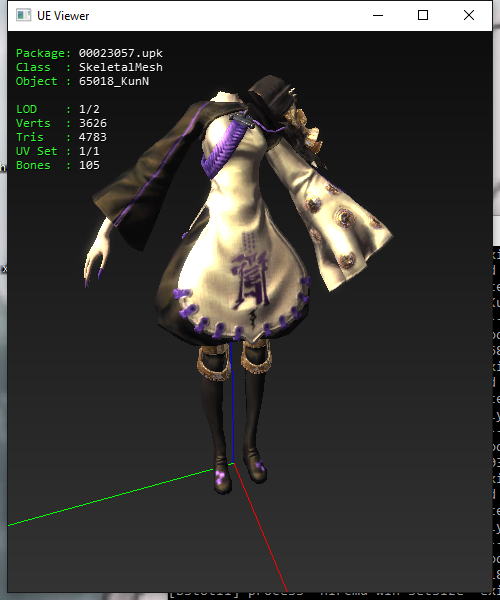 UE Viewer
Package: 00023057.upk
Class : SkeletalMesh
Object : 65018_KunN
LOD : 1/2
Verts : 3626
Tris : 4783
UV Set : 1/1
Bones : 105